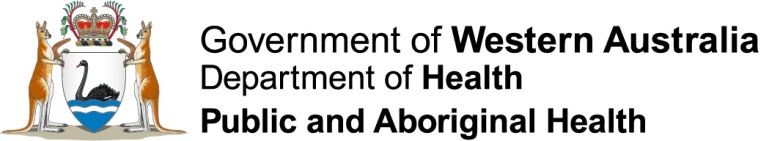 Government of Western Australia
Department of Health
Public and Aboriginal Health